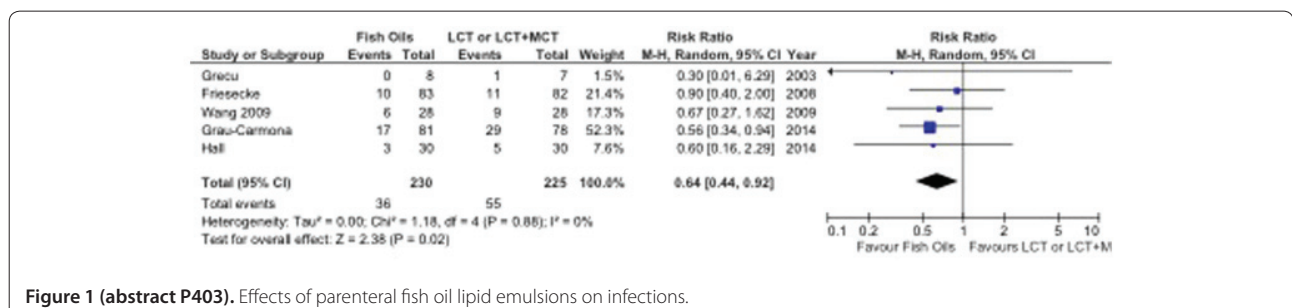 Fish Oils LCT or LCT+MCT Risk Ratio Risk Ratio
Study or Subgroup Events Total Events Total Weight M-H, Random, 95% CI Year M-H, Random, 95% CI
Grecu 0 8 1 7 1.5% 0.30 [0.01, 6.29] 2003
Friesecke 10 83 11 82 21.4% 0.90 [0.40, 2.00] 2008
Wang 2009 6 28 9 28 17.3% 0.67 [0.27, 1.62] 2009
Grau-Carmona 17 81 29 78 52.3% 0.56 [0.34, 0.94] 2014
Hall 3 30 5 30 7.6% 0.60 [0.16, 2.29] 2014
Total (95% CI) 230 225 100.0% 0.64 [0.44, 0.92]
Total events 36 55
Heterogeneity: Tau² = 0.00; Chi² = 1.18, df = 4 (P = 0.88); I² = 0%
Test for overall effect: Z = 2.38 (P = 0.02)
0.1 0.2 0.5 1 2 5 10
Favour Fish Oils Favours LCT or LCT+M
Figure 1 (abstract P403). Effects of parenteral fish oil lipid emulsions on infections.